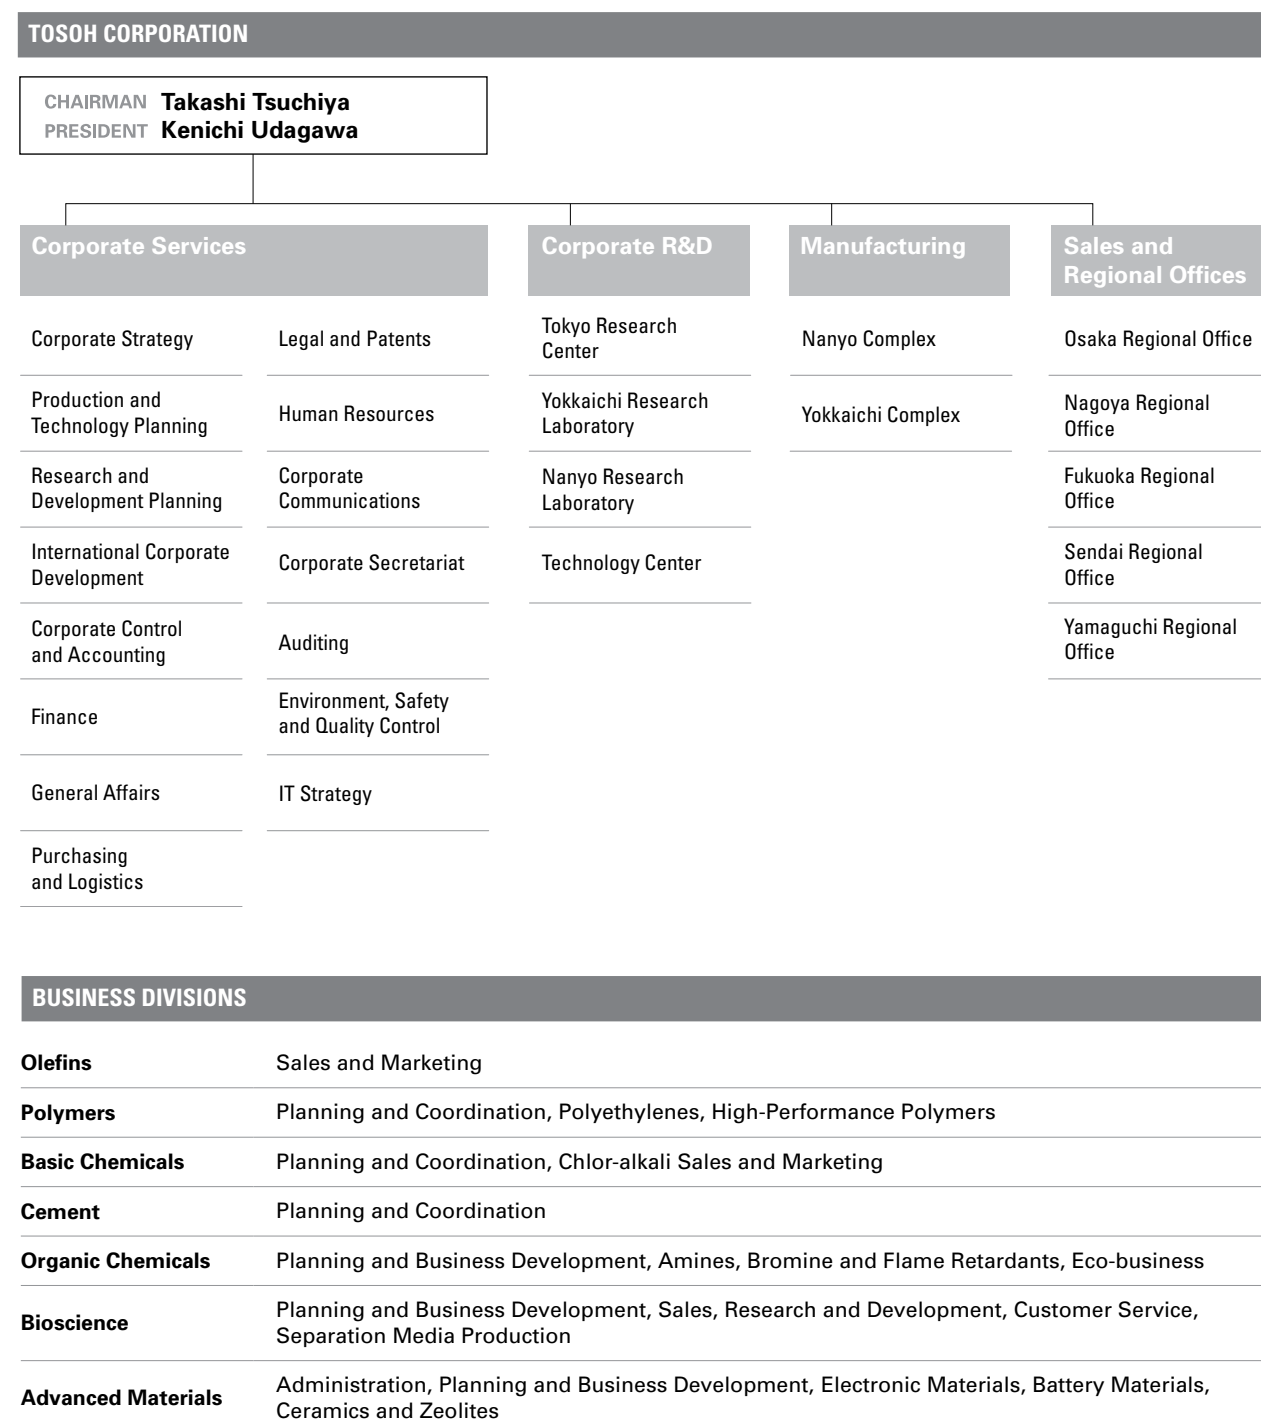 TOSOH CORPORATION
CHAIRMAN Takashi Tsuchiya
PRESIDENT Kenichi Udagawa
Corporate Services
Corporate Strategy
Production and
Technology Planning
Research and
Development Planning
International Corporate
Development
Corporate Control
and Accounting
Finance
General Affairs
Purchasing
and Logistics
Legal and Patents
Human Resources
Corporate
Communications
Corporate Secretariat
Auditing
Environment, Safety
and Quality Control
IT Strategy
Corporate R&D
Tokyo Research
Center
Yokkaichi Research
Laboratory
Nanyo Research
Laboratory
Technology Center
Manufacturing
Nanyo Complex
Yokkaichi Complex
Sales and
Regional Offices
Osaka Regional Office
Nagoya Regional
Office
Fukuoka Regional
Office
Sendai Regional
Office
Yamaguchi Regional
Office
BUSINESS DIVISIONS
Olefins Sales and Marketing
Polymers Planning and Coordination, Polyethylenes, High-Performance Polymers
Basic Chemicals Planning and Coordination, Chlor-alkali Sales and Marketing
Cement Planning and Coordination
Organic Chemicals Planning and Business Development, Amines, Bromine and Flame Retardants, Eco-business
Bioscience Planning and Business Development, Sales, Research and Development, Customer Service,
Separation Media Production
Advanced Materials Administration, Planning and Business Development, Electronic Materials, Battery Materials,
Ceramics and Zeolites